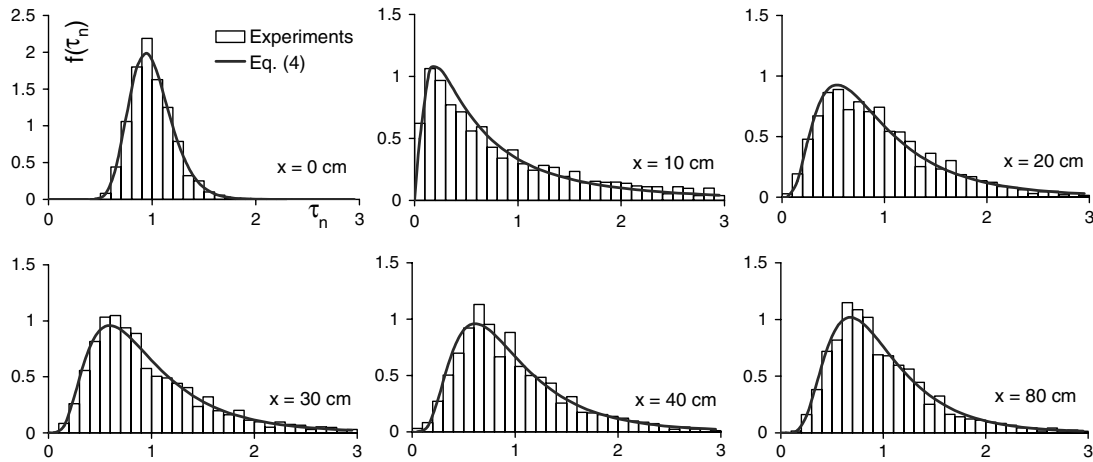 2.5
2
1.5
1
0.5
0
f(τn)
Experiments
Eq. (4)
x = 0 cm
0 1 2 3
τn
1.5
1
0.5
0
x = 10 cm
0 1 2 3
1.5
1
0.5
0
x = 20 cm
0 1 2 3
1.5
1
0.5
0
x = 30 cm
0 1 2 3
1.5
1
0.5
0
x = 40 cm
0 1 2 3
1.5
1
0.5
0
x = 80 cm
0 1 2 3